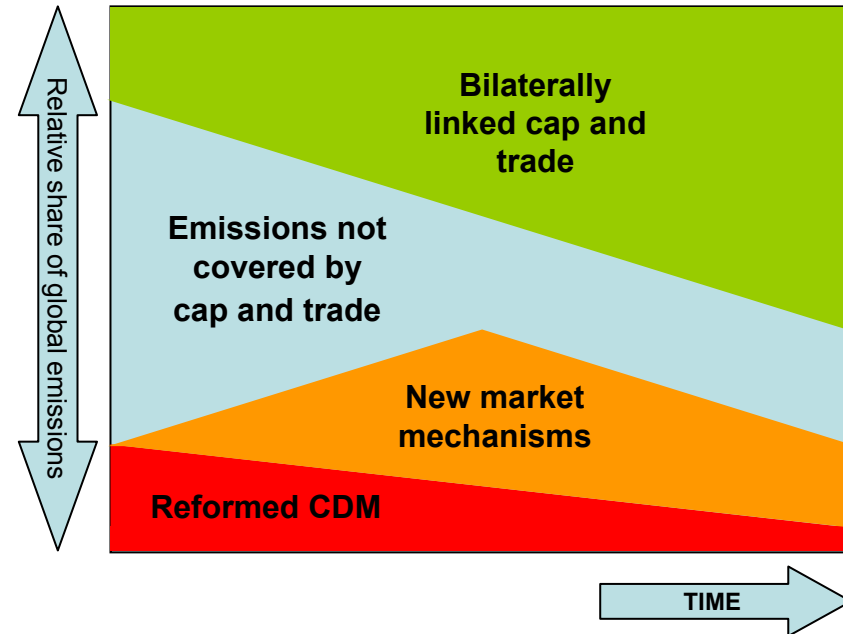 Relative share of global emissions
Bilaterally
linked cap and
trade
Emissions not
covered by
cap and trade
New market
mechanisms
Reformed CDM
TIME